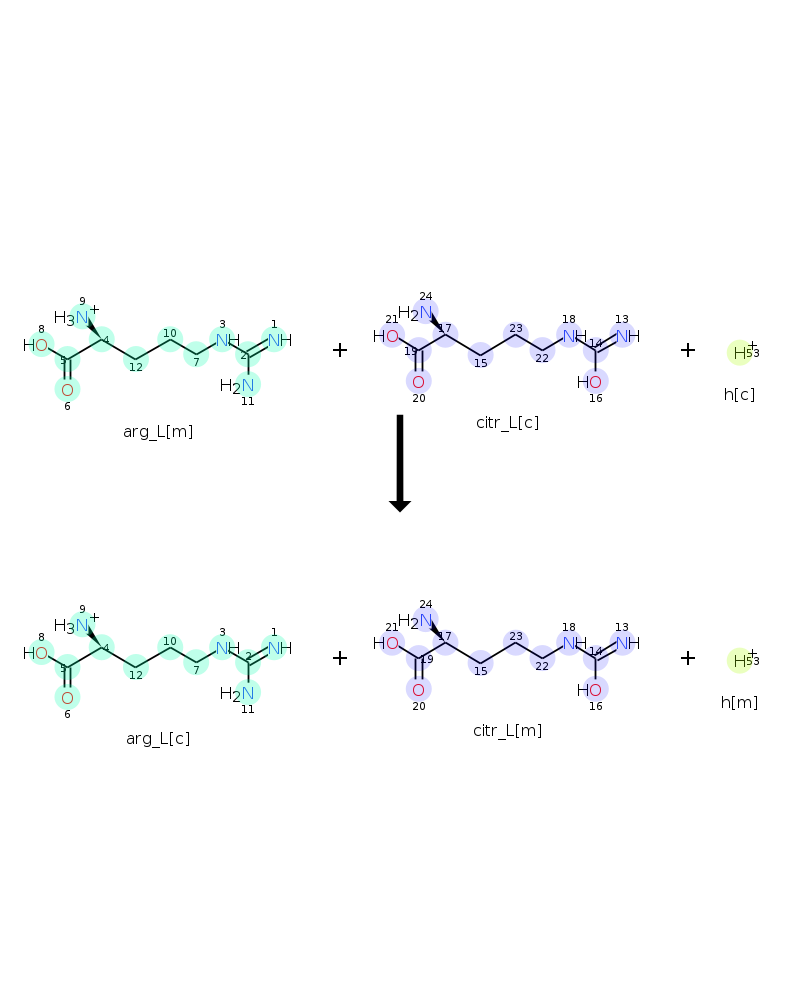 9
H3N+
8
HO
5
6
O
4
12
10
7
3
NH
2
1
NH
H2N
11
arg_L[m]
+
24
H2N
21
HO
17
19
O
20
15
23
22
18
NH
14
13
NH
HO
16
citr_L[c]
+
H+
53
h[c]
9
H3N+
8
HO
5
O
6
4
12
10
7
3
NH
2
1
NH
H2N
11
arg_L[c]
+
24
H2N
21
HO
17
19
O
20
15
23
22
18
NH
14
13
NH
HO
16
citr_L[m]
+
H+
53
h[m]